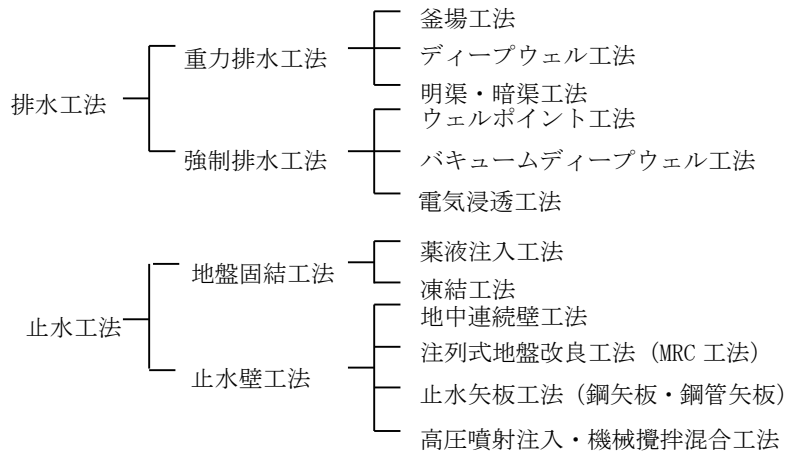 排水工法
重力排水工法
釜場工法
ディープウェル工法
明渠・暗渠工法
強制排水工法
ウェルポイント工法
バキュームディープウェル工法
電気浸透工法
止水工法
地盤固結工法
薬液注入工法
凍結工法
止水壁工法
地中連続壁工法
注列式地盤改良工法（MRC工法）
止水矢板工法（鋼矢板・鋼管矢板）
高圧噴射注入・機械攪拌混合工法